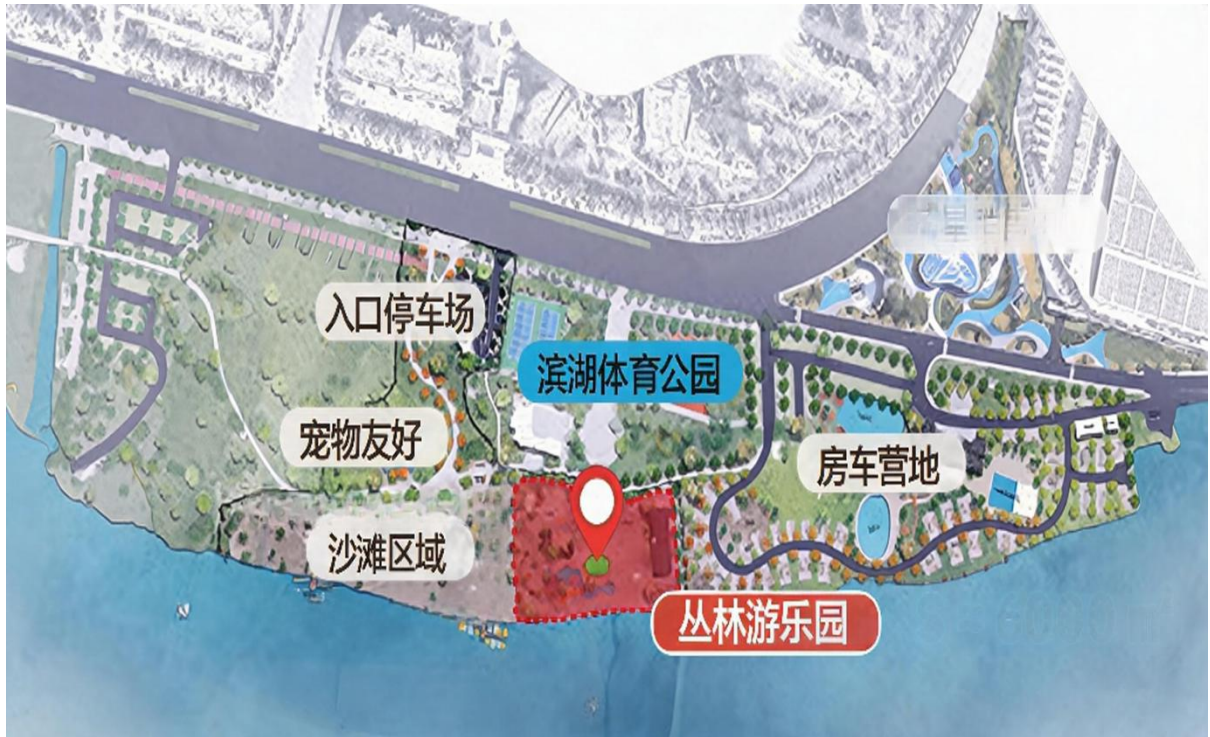 入口停车场
滨湖体育公园
宠物友好
房车营地
沙滩区域
丛林游乐园